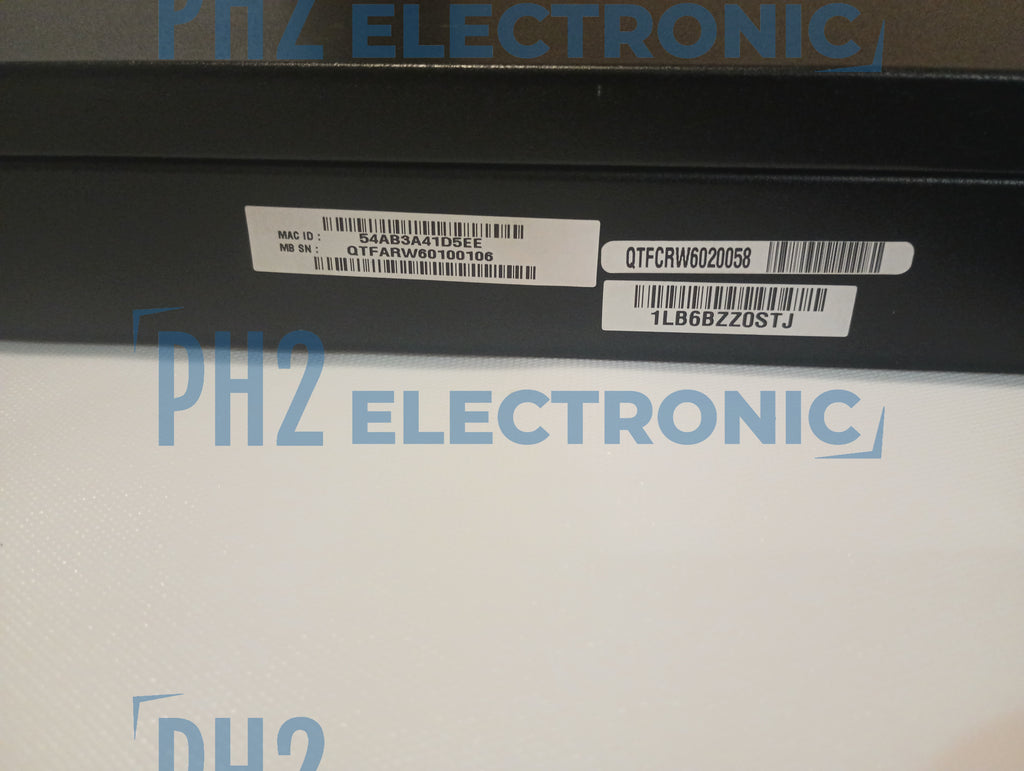 PH2 ELECTRONIC
MAC ID : 54AB3A41D5EE
MB SN : QTFARW60100106
QTFCRW6020058
1LB6BZZ0STJ
PH2 ELECTRONIC
PH2